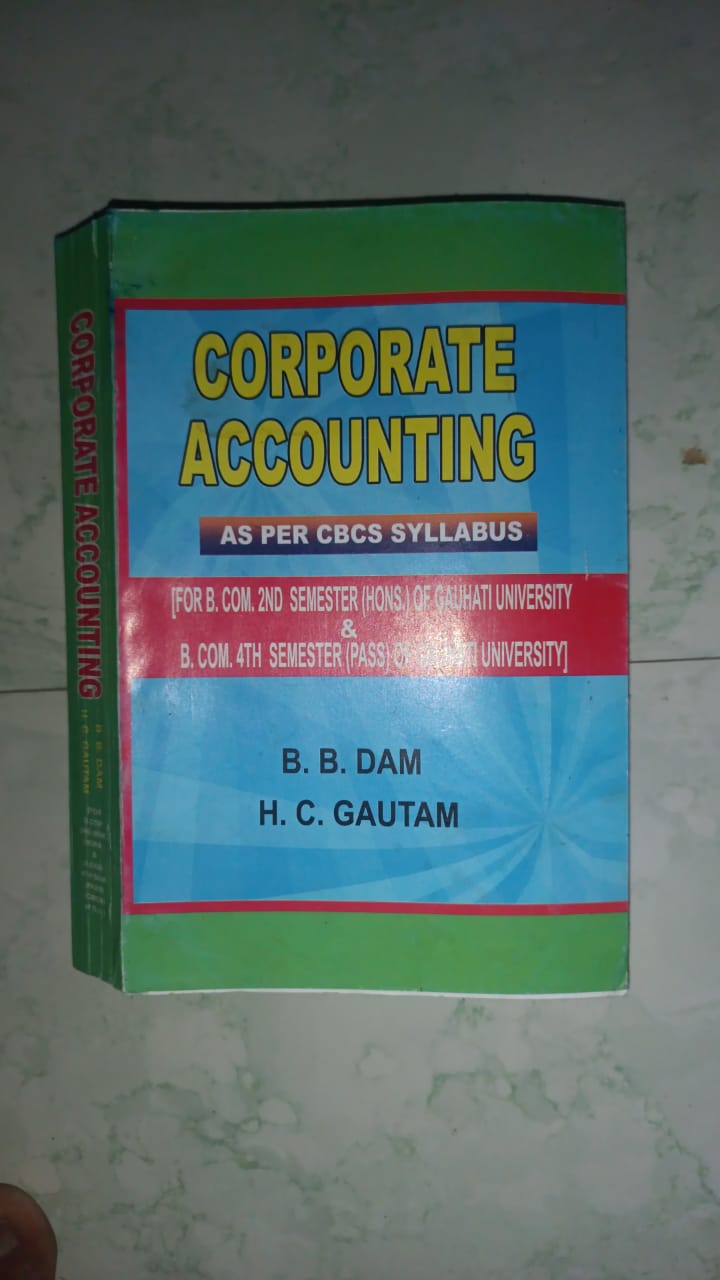 CORPORATE
ACCOUNTING
AS PER CBCS SYLLABUS
[FOR B. COM. 2ND SEMESTER (HONS.) OF GAUHATI UNIVERSITY
&
B. COM. 4TH SEMESTER (PASS) OF GAUHATI UNIVERSITY]
B. B. DAM
H. C. GAUTAM
CORPORATE ACCOUNTING
B. B. DAM
H. C. GAUTAM